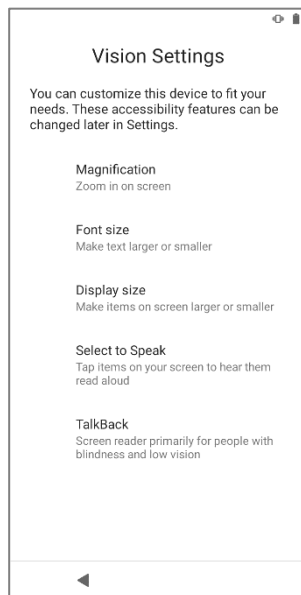 Vision Settings
You can customize this device to fit your
needs. These accessibility features can be
changed later in Settings.
Magnification
Zoom in on screen
Font size
Make text larger or smaller
Display size
Make items on screen larger or smaller
Select to Speak
Tap items on your screen to hear them
read aloud
TalkBack
Screen reader primarily for people with
blindness and low vision